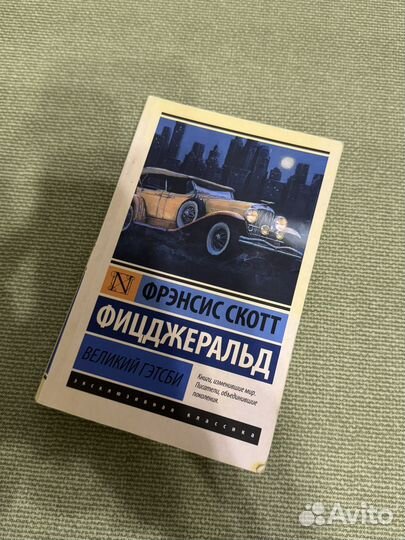 N
ФРЭНСИС СКОТТ
ФИЦДЖЕРАЛЬД
ВЕЛИКИЙ ГЭТСБИ
Книги, изменившие мир.
Писатели, объединившие
поколения.
эксклюзивная классика
Avito